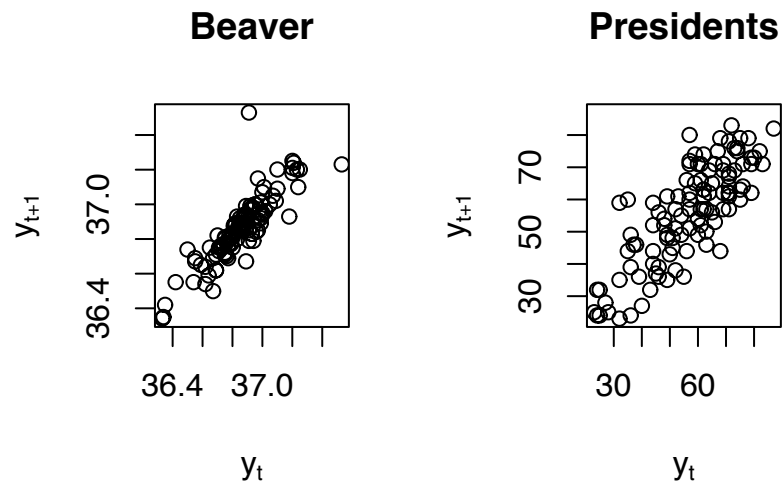 Beaver
Presidents
y_{t+1}
37.0
36.4
36.4 37.0
y_t
y_{t+1}
70
50
30
30 60
y_t